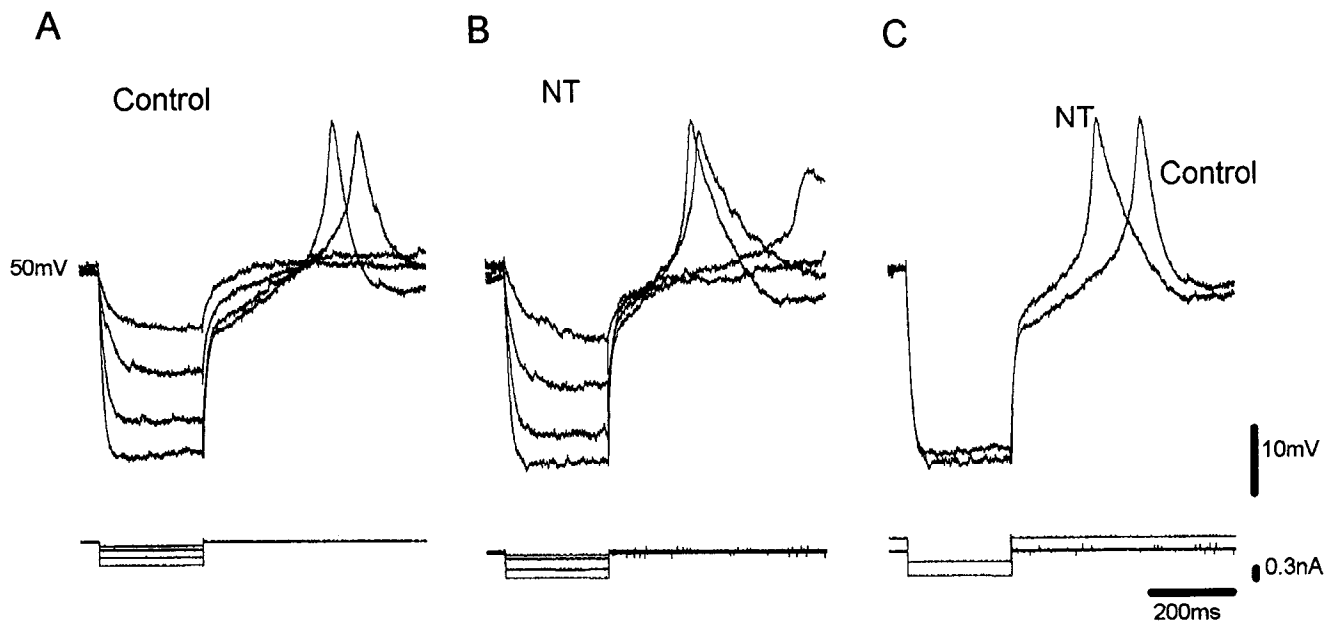 A
B
C
Control
NT
NT
Control
50mV
10mV
0.3nA
200ms